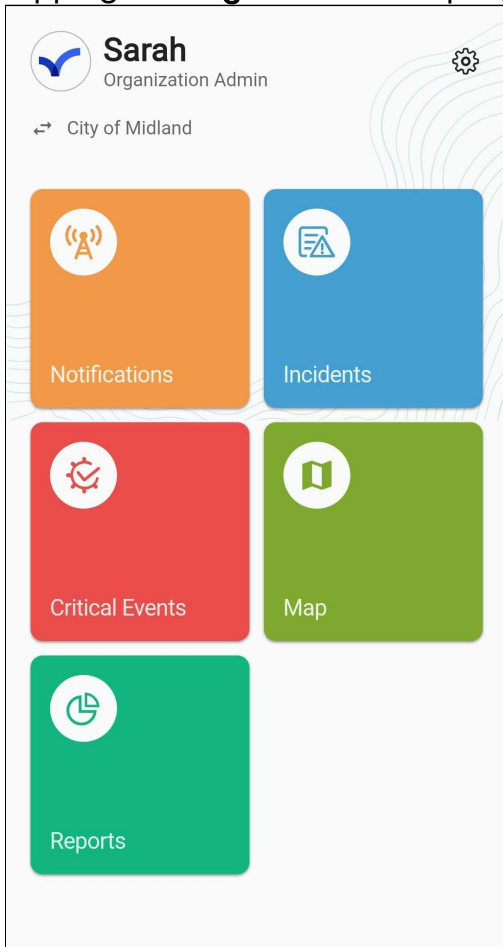 Sarah
Organization Admin
City of Midland
Notifications
Incidents
Critical Events
Map
Reports